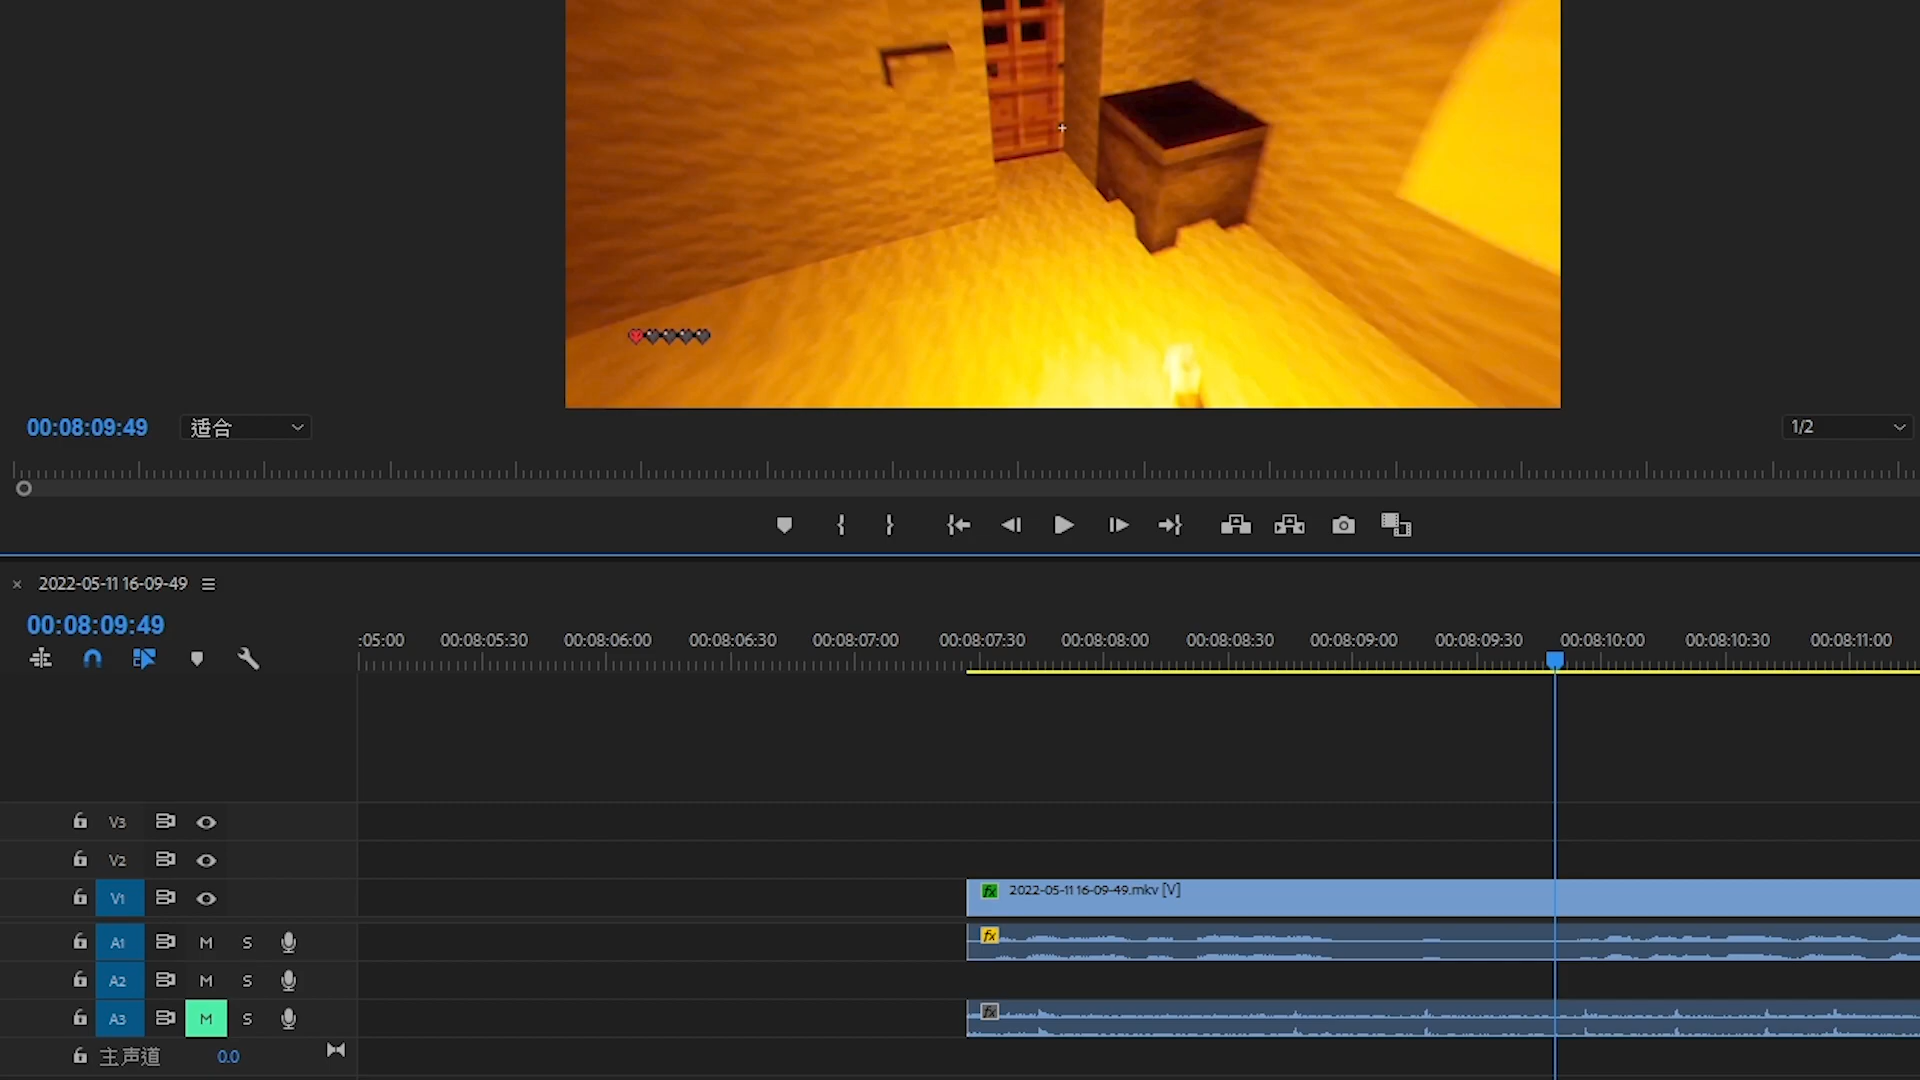 00:08:09:49 适合 1/2
2022-05-11 16-09-49
00:08:09:49
:05:00 00:08:05:30 00:08:06:00 00:08:06:30 00:08:07:00 00:08:07:30 00:08:08:00 00:08:08:30 00:08:09:00 00:08:09:30 00:08:10:00 00:08:10:30 00:08:11:00
V3
V2
V1 fx 2022-05-11 16-09-49.mkv [V]
A1 M S fx
A2 M S
A3 M S fx
主声道 0.0